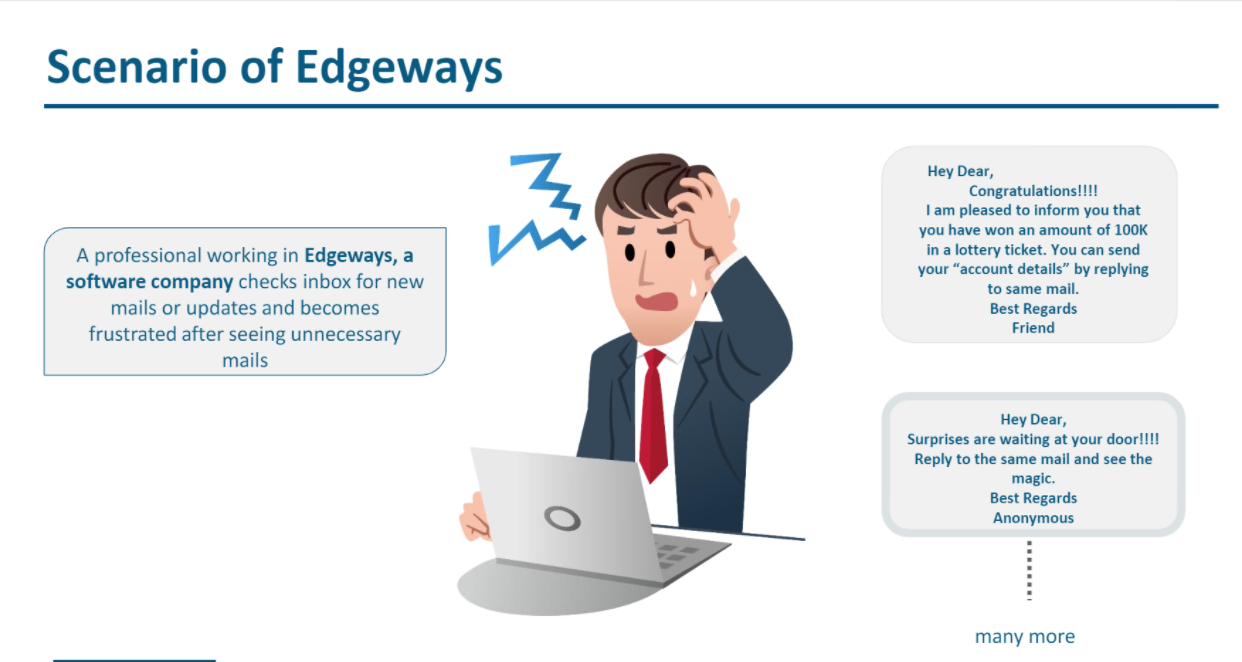 Scenario of Edgeways
A professional working in Edgeways, a
software company checks inbox for new
mails or updates and becomes
frustrated after seeing unnecessary
mails
Hey Dear,
Congratulations!!!!
I am pleased to inform you that
you have won an amount of 100K
in a lottery ticket. You can send
your “account details” by replying
to same mail.
Best Regards
Friend
Hey Dear,
Surprises are waiting at your door!!!!
Reply to the same mail and see the
magic.
Best Regards
Anonymous
many more